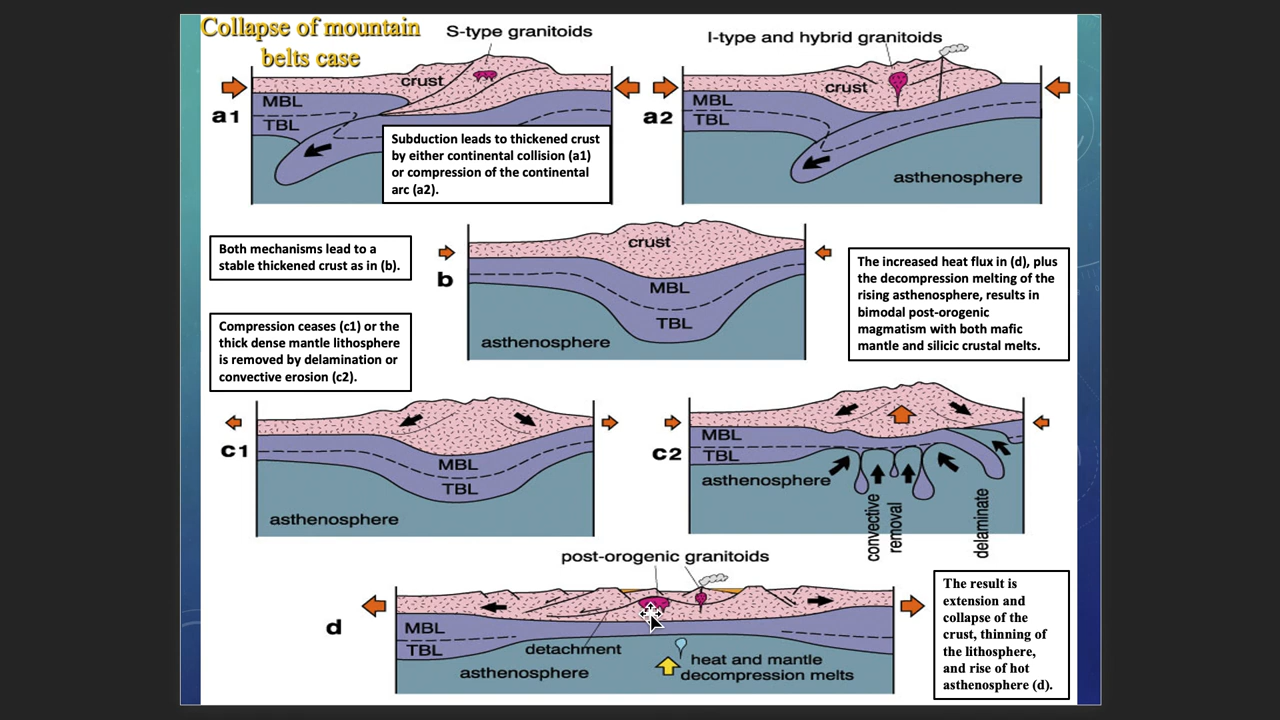 Collapse of mountain
belts case
S-type granitoids
crust
MBL
TBL
a1
I-type and hybrid granitoids
crust
MBL
TBL
a2
asthenosphere
Subduction leads to thickened crust
by either continental collision (a1)
or compression of the continental
arc (a2).
Both mechanisms lead to a
stable thickened crust as in (b).
crust
b
MBL
TBL
asthenosphere
The increased heat flux in (d), plus
the decompression melting of the
rising asthenosphere, results in
bimodal post-orogenic
magmatism with both mafic
mantle and silicic crustal melts.
Compression ceases (c1) or the
thick dense mantle lithosphere
is removed by delamination or
convective erosion (c2).
c1
MBL
TBL
asthenosphere
MBL
c2
TBL
asthenosphere
convective
removal
delaminate
post-orogenic granitoids
d
MBL
TBL
detachment
asthenosphere
heat and mantle
decompression melts
The result is
extension and
collapse of the
crust, thinning of
the lithosphere,
and rise of hot
asthenosphere (d).